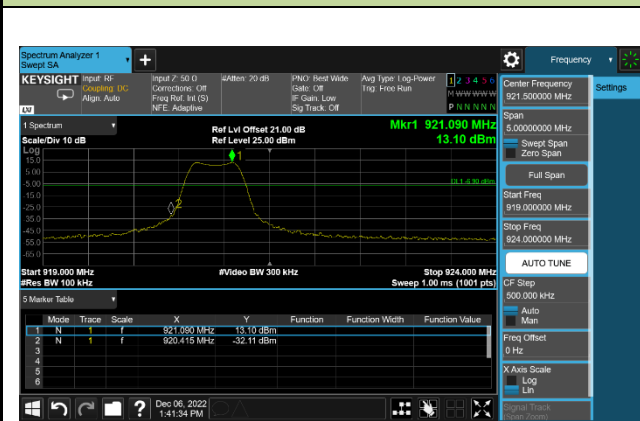 Spectrum Analyzer 1
Swept SA
+
Frequency
KEYSIGHT
Input: RF
Coupling: DC
Align: Auto
Input Z: 50 Ω
Corrections: Off
Freq Ref: Int (S)
NFE: Adaptive
#Atten: 20 dB
PNO: Best Wide
Gate: Off
IF Gain: Low
Sig Track: Off
Avg Type: Log-Power
Trig: Free Run
1 2 3 4 5 6
M W W W W W
P N N N N N
LXI
1 Spectrum
Scale/Div 10 dB
Ref Lvl Offset 21.00 dB
Ref Level 25.00 dBm
Mkr1 921.090 MHz
13.10 dBm
Log
15.0
5.00
-5.00
-15.0
-25.0
-35.0
-45.0
-55.0
-65.0
1
2
DL1 -6.90 dBm
Start 919.000 MHz
#Res BW 100 kHz
#Video BW 300 kHz
Stop 924.000 MHz
Sweep 1.00 ms (1001 pts)
5 Marker Table
Mode Trace Scale X Y Function Function Width Function Value
1 N 1 f 921.090 MHz 13.10 dBm
2 N 1 f 920.415 MHz -32.11 dBm
3
4
5
6
?
Dec 06, 2022
1:41:34 PM
Center Frequency
921.500000 MHz
Settings
Span
5.00000000 MHz
Swept Span
Zero Span
Full Span
Start Freq
919.000000 MHz
Stop Freq
924.000000 MHz
AUTO TUNE
CF Step
500.000 kHz
Auto
Man
Freq Offset
0 Hz
X Axis Scale
Log
Lin
Signal Track
(Span Zoom)